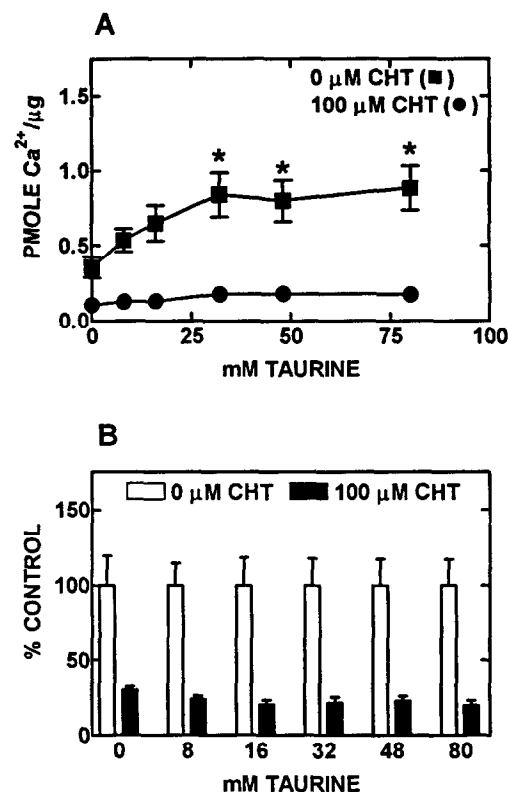 A
0 μM CHT (■)
100 μM CHT (●)
PMOLE Ca²⁺/μg
1.5
1.0
0.5
0.0
* * *
0 25 50 75 100
mM TAURINE
B
0 μM CHT 100 μM CHT
% CONTROL
150
100
50
0
0 8 16 32 48 80
mM TAURINE